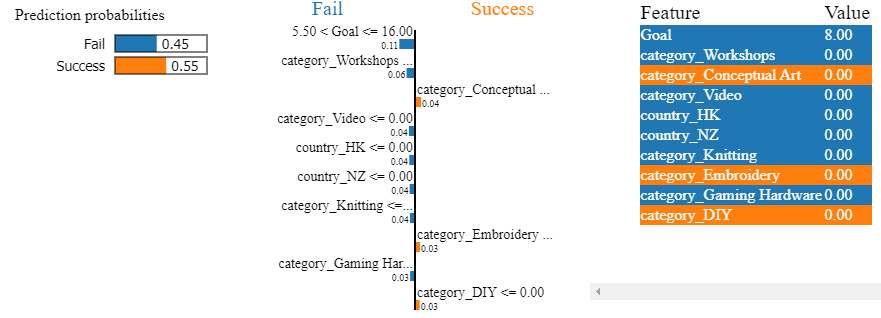 Prediction probabilities
Fail 0.45
Success 0.55
Fail Success
5.50 < Goal <= 16.00
0.11
category_Workshops ...
0.06
category_Conceptual ...
0.04
category_Video <= 0.00
0.04
country_HK <= 0.00
0.04
country_NZ <= 0.00
0.04
category_Knitting <=...
0.04
category_Embroidery ...
0.03
category_Gaming Har...
0.03
category_DIY <= 0.00
0.03
Feature Value
Goal 8.00
category_Workshops 0.00
category_Conceptual Art 0.00
category_Video 0.00
country_HK 0.00
country_NZ 0.00
category_Knitting 0.00
category_Embroidery 0.00
category_Gaming Hardware 0.00
category_DIY 0.00